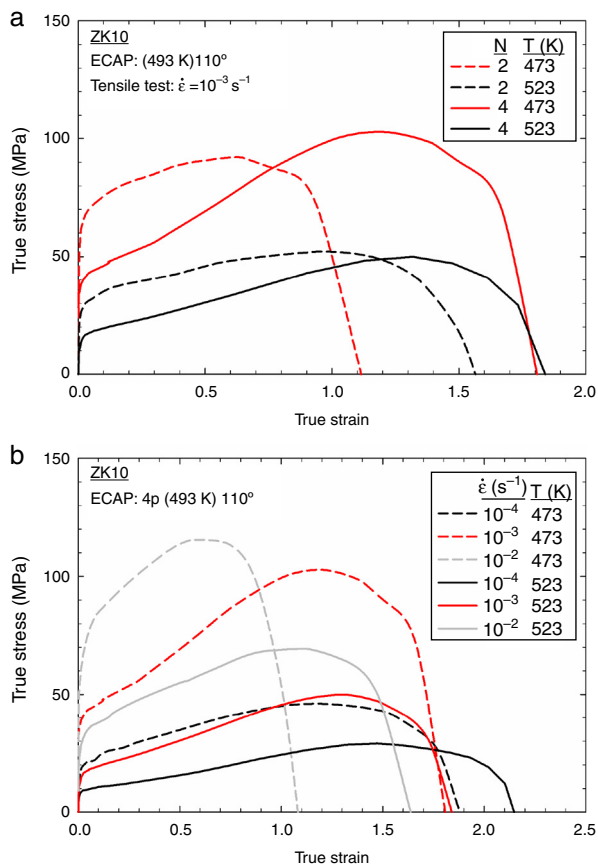 a
ZK10
ECAP: (493 K)110º
Tensile test: ε̇ =10⁻³ s⁻¹
N T (K)
2 473
2 523
4 473
4 523
150
100
50
0
True stress (MPa)
0.0 0.5 1.0 1.5 2.0
True strain
b
ZK10
ECAP: 4p (493 K) 110º
ε̇ (s⁻¹) T (K)
10⁻⁴ 473
10⁻³ 473
10⁻² 473
10⁻⁴ 523
10⁻³ 523
10⁻² 523
150
100
50
0
True stress (MPa)
0.0 0.5 1.0 1.5 2.0 2.5
True strain